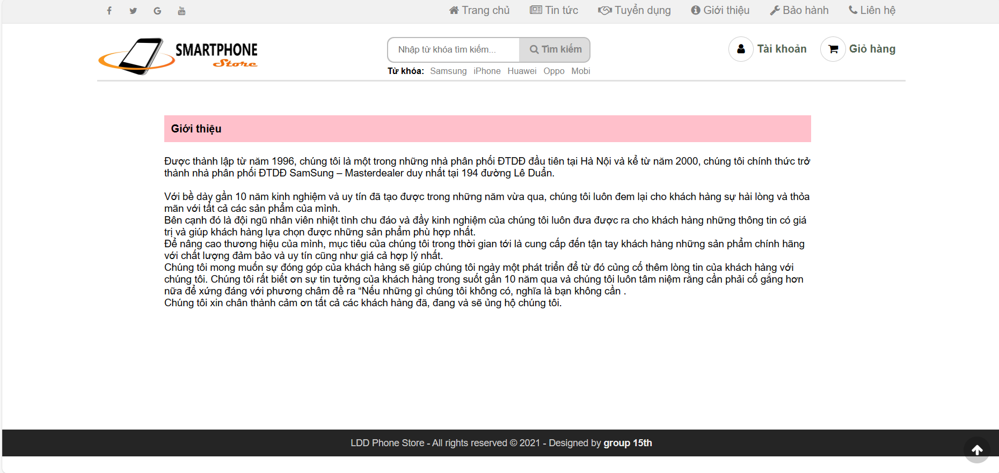 Trang chủ Tin tức Tuyển dụng Giới thiệu Bảo hành Liên hệ
SMARTPHONE
Store
Nhập từ khóa tìm kiếm... Tìm kiếm
Từ khóa: Samsung iPhone Huawei Oppo Mobi
Tài khoản Giỏ hàng
Giới thiệu
Được thành lập từ năm 1996, chúng tôi là một trong những nhà phân phối ĐTDĐ đầu tiên tại Hà Nội và kể từ năm 2000, chúng tôi chính thức trở
thành nhà phân phối ĐTDĐ SamSung – Masterdealer duy nhất tại 194 đường Lê Duẩn.
Với bề dày gần 10 năm kinh nghiệm và uy tín đã tạo được trong những năm vừa qua, chúng tôi luôn đem lại cho khách hàng sự hài lòng và thỏa
mãn với tất cả các sản phẩm của mình.
Bên cạnh đó là đội ngũ nhân viên nhiệt tình chu đáo và đầy kinh nghiệm của chúng tôi luôn đưa được ra cho khách hàng những thông tin có giá
trị và giúp khách hàng lựa chọn được những sản phẩm phù hợp nhất.
Để nâng cao thương hiệu của mình, mục tiêu của chúng tôi trong thời gian tới là cung cấp đến tận tay khách hàng những sản phẩm chính hãng
với chất lượng đảm bảo và uy tín cũng như giá cả hợp lý nhất.
Chúng tôi mong muốn sự đóng góp của khách hàng sẽ giúp chúng tôi ngày một phát triển để từ đó củng cố thêm lòng tin của khách hàng với
chúng tôi. Chúng tôi rất biết ơn sự tin tưởng của khách hàng trong suốt gần 10 năm qua và chúng tôi luôn tâm niệm rằng cần phải cố gắng hơn
nữa để xứng đáng với phương châm đề ra “Nếu những gì chúng tôi không có, nghĩa là bạn không cần .
Chúng tôi xin chân thành cảm ơn tất cả các khách hàng đã, đang và sẽ ủng hộ chúng tôi.
LDD Phone Store - All rights reserved © 2021 - Designed by group 15th